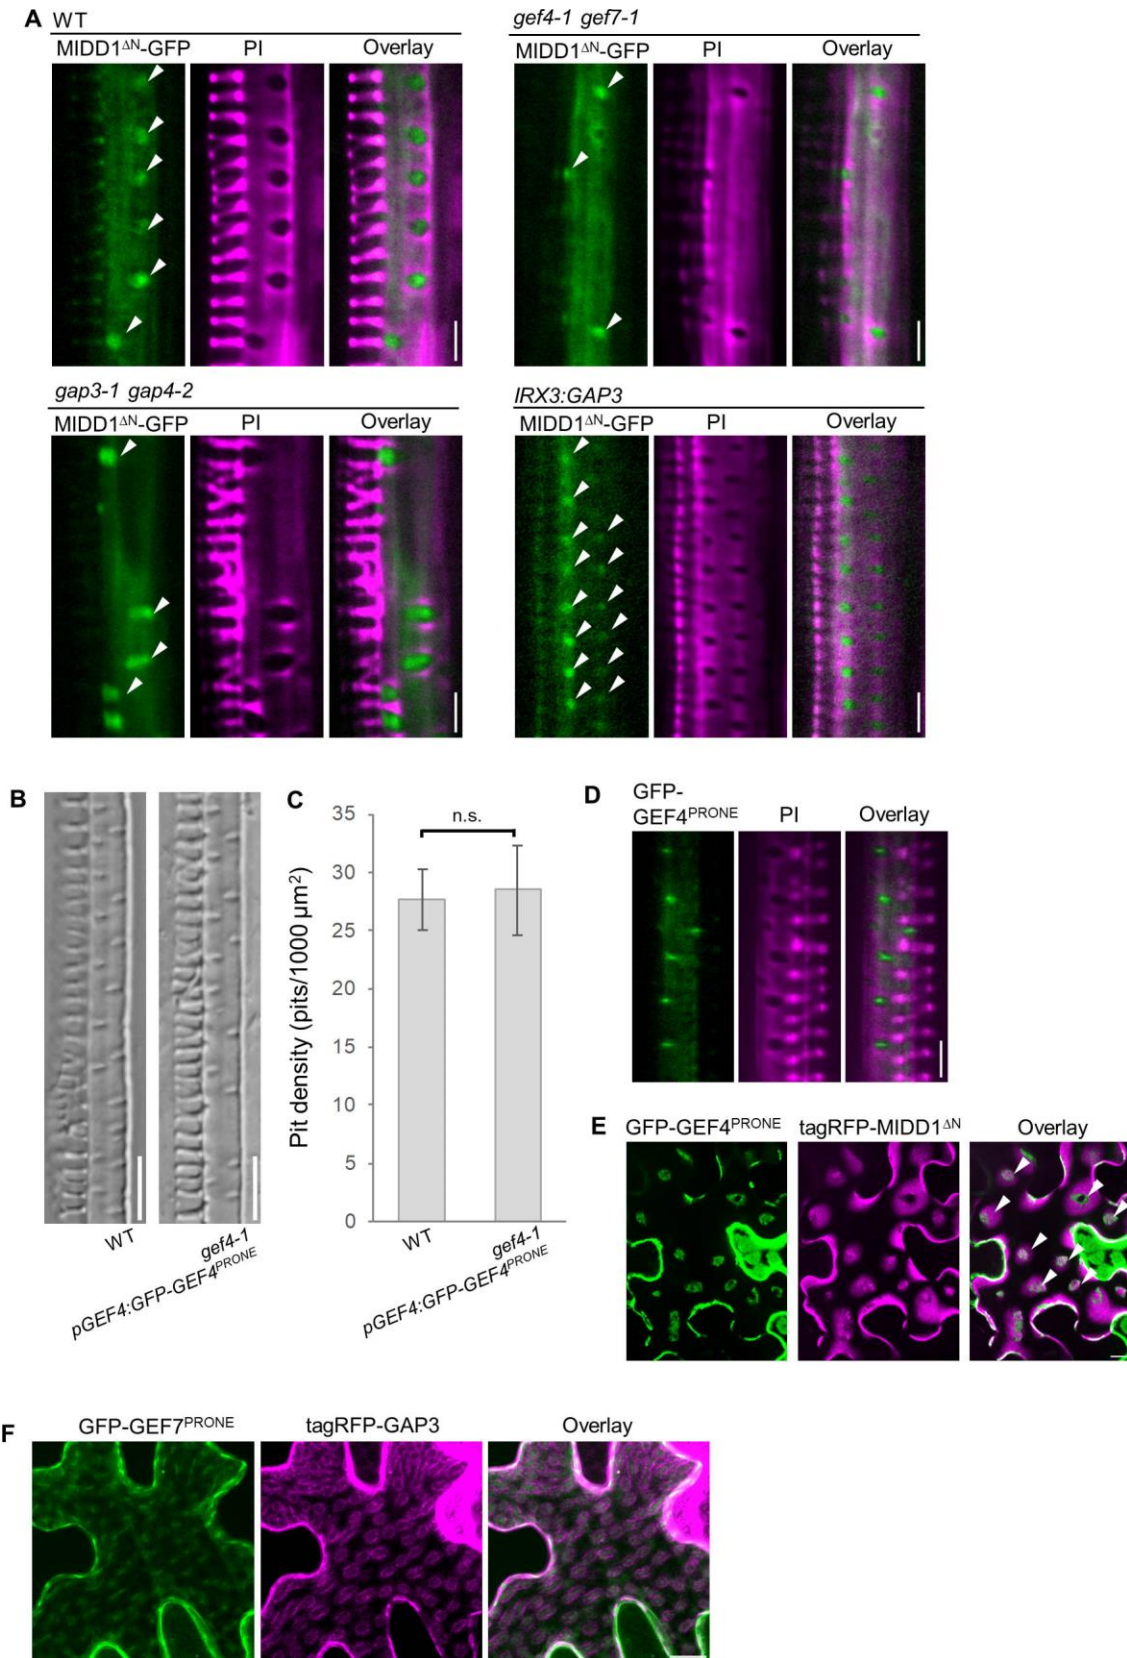 A WT
MIDD1ΔN-GFP PI Overlay
gef4-1 gef7-1
MIDD1ΔN-GFP PI Overlay
gap3-1 gap4-2
MIDD1ΔN-GFP PI Overlay
IRX3:GAP3
MIDD1ΔN-GFP PI Overlay
B
WT
gef4-1
pGEF4:GFP-GEF4PRONE
C
Pit density (pits/1000 µm2)
35
30
25
20
15
10
5
0
n.s.
WT
gef4-1
pGEF4:GFP-GEF4PRONE
D
GFP-
GEF4PRONE PI Overlay
E GFP-GEF4PRONE tagRFP-MIDD1ΔN Overlay
F GFP-GEF7PRONE tagRFP-GAP3 Overlay